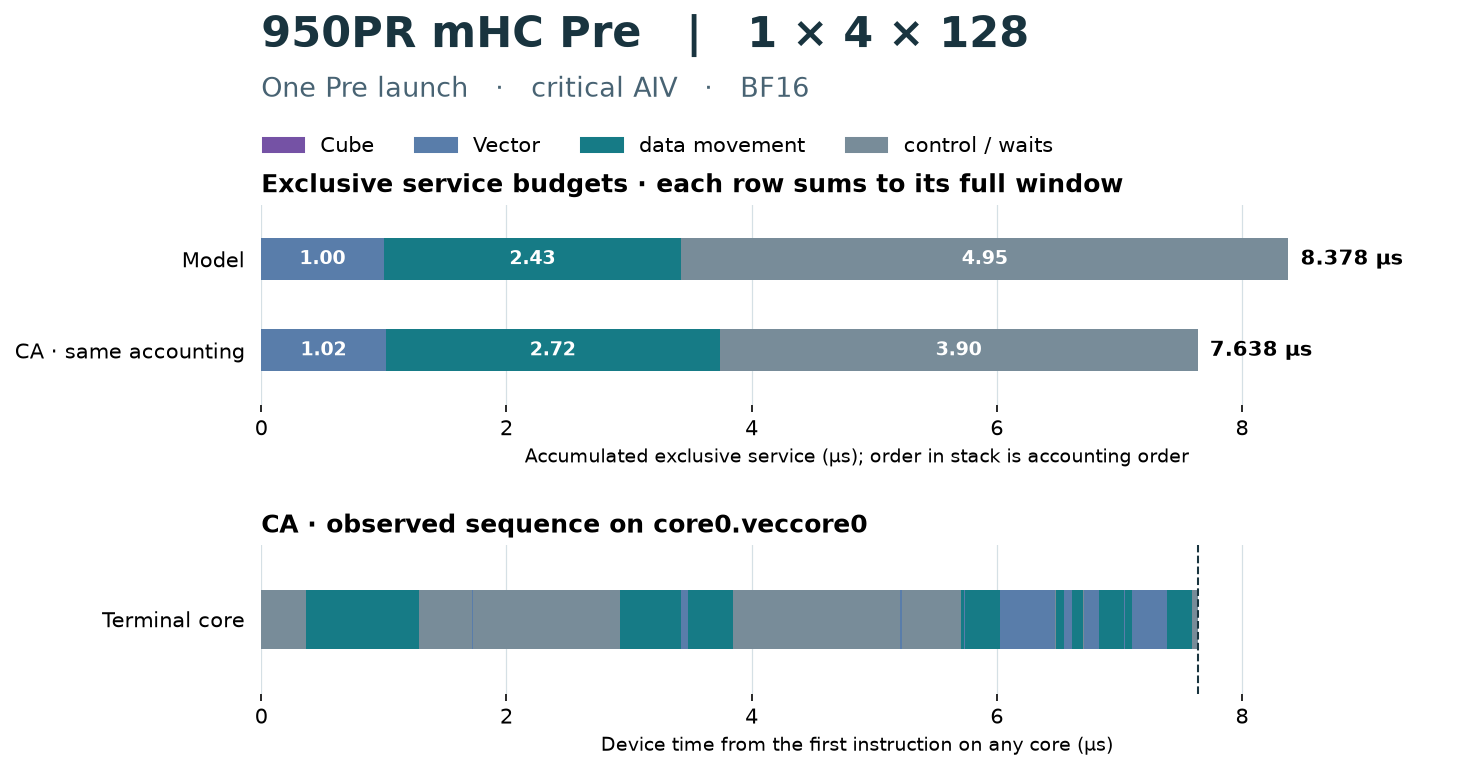 950PR mHC Pre | 1 × 4 × 128
One Pre launch · critical AIV · BF16
Cube Vector data movement control / waits
Exclusive service budgets · each row sums to its full window
Model 1.00 2.43 4.95 8.378 µs
CA · same accounting 1.02 2.72 3.90 7.638 µs
0 2 4 6 8
Accumulated exclusive service (µs); order in stack is accounting order
CA · observed sequence on core0.veccore0
Terminal core
0 2 4 6 8
Device time from the first instruction on any core (µs)